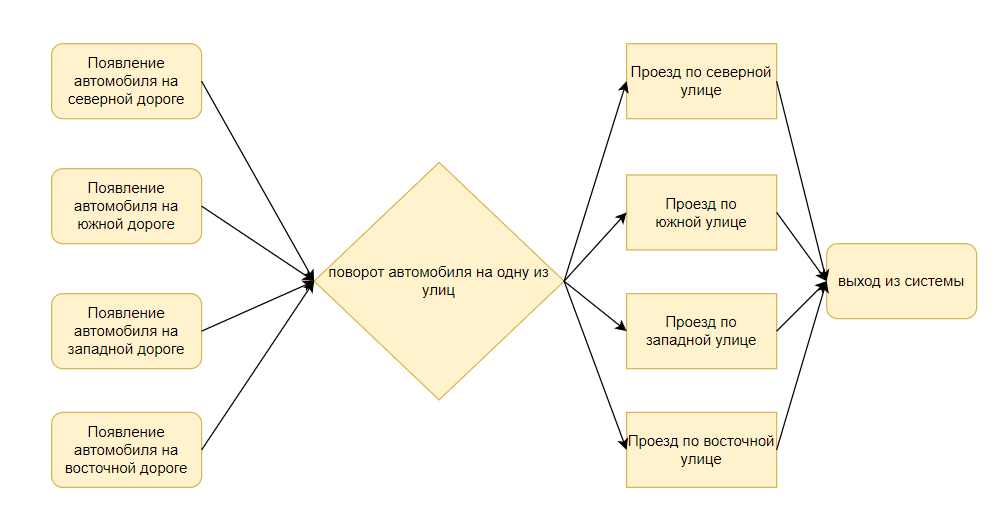 Появление
автомобиля на
северной дороге
Появление
автомобиля на
южной дороге
Появление
автомобиля на
западной дороге
Появление
автомобиля на
восточной дороге
поворот автомобиля на одну из
улиц
Проезд по северной
улице
Проезд по
южной улице
Проезд по
западной улице
Проезд по восточной
улице
выход из системы